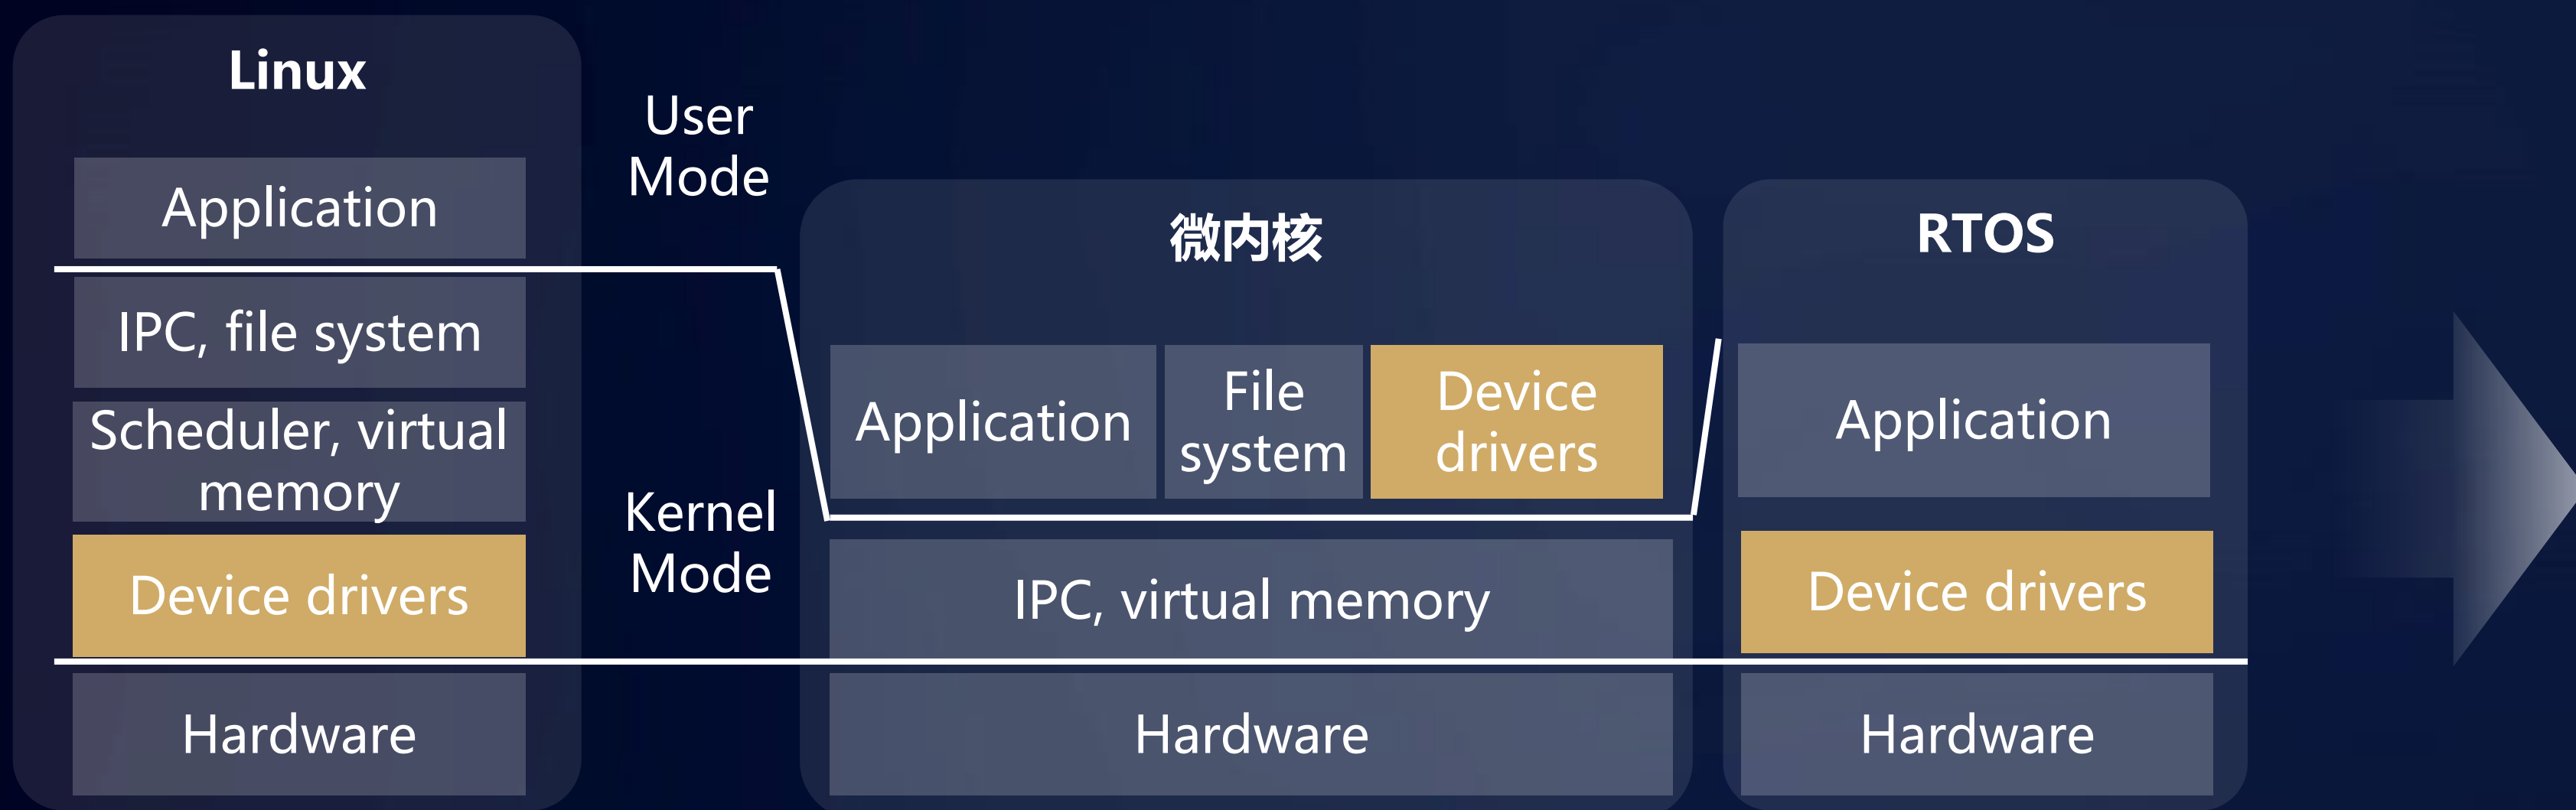 Linux
Application
IPC, file system
Scheduler, virtual
memory
Device drivers
Hardware
User
Mode
Kernel
Mode
微内核
Application
File
system
Device
drivers
IPC, virtual memory
Hardware
RTOS
Application
Device drivers
Hardware